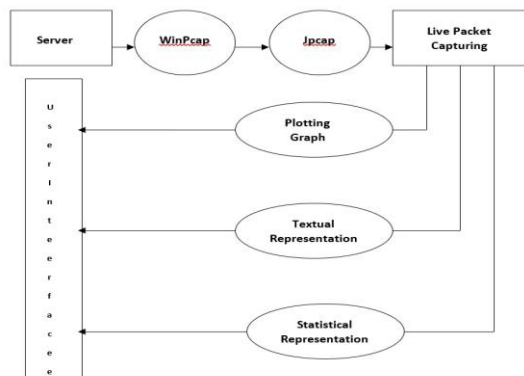 Server
WinPcap
Jpcap
Live Packet
Capturing
U
s
e
r
I
n
t
e
e
r
f
a
c
e
e
Plotting
Graph
Textual
Representation
Statistical
Representation